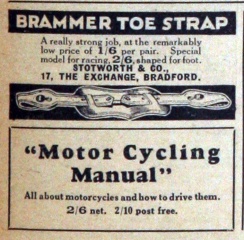 BRAMMER TOE STRAP
A really strong job, at the remarkably
low price of 1/6 per pair. Special
model for racing, 2/6, shaped for foot.
STOTWORTH & CO.,
17, THE EXCHANGE, BRADFORD.
"Motor Cycling
Manual"
All about motorcycles and how to drive them.
2/6 net. 2/10 post free.